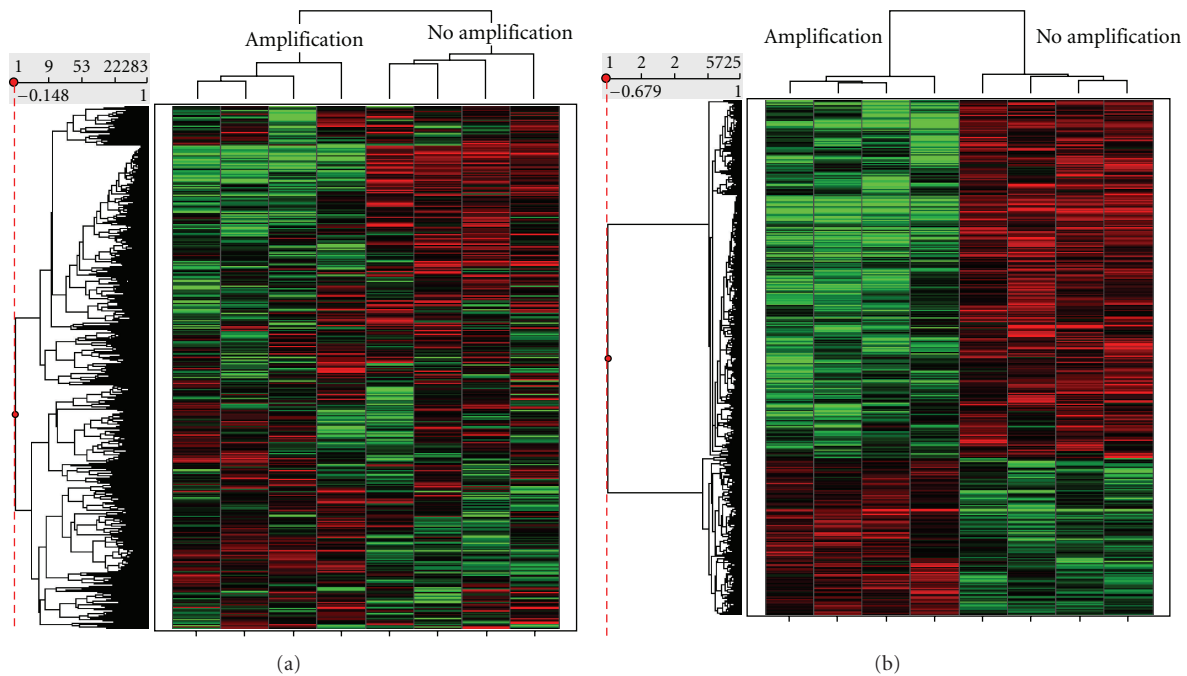 Amplification
No amplification
1 9 53 22283
−0.148 1
(a)
Amplification
No amplification
1 2 2 5725
−0.679 1
(b)